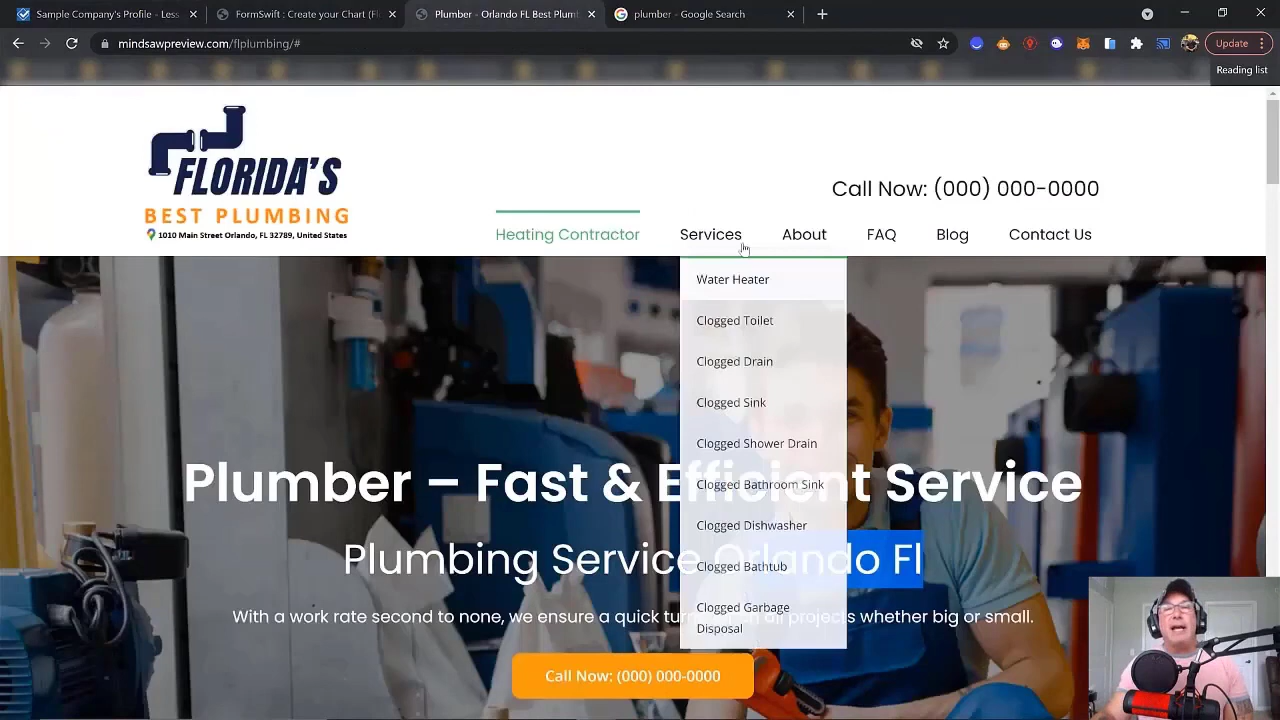 Sample Company's Profile - Less
FormSwift : Create your Chart (Fl
Plumber - Orlando FL Best Plumb
plumber - Google Search
mindsawpreview.com/flplumbing/#
Update
Reading list
FLORIDA'S
BEST PLUMBING
1010 Main Street Orlando, FL 32789, United States
Call Now: (000) 000-0000
Heating Contractor
Services
About
FAQ
Blog
Contact Us
Water Heater
Clogged Toilet
Clogged Drain
Clogged Sink
Clogged Shower Drain
Clogged Bathroom Sink
Clogged Dishwasher
Clogged Bathtub
Clogged Garbage
Disposal
Plumber – Fast & Efficient Service
Plumbing Service Orlando Fl
With a work rate second to none, we ensure a quick turn on all projects whether big or small.
Call Now: (000) 000-0000